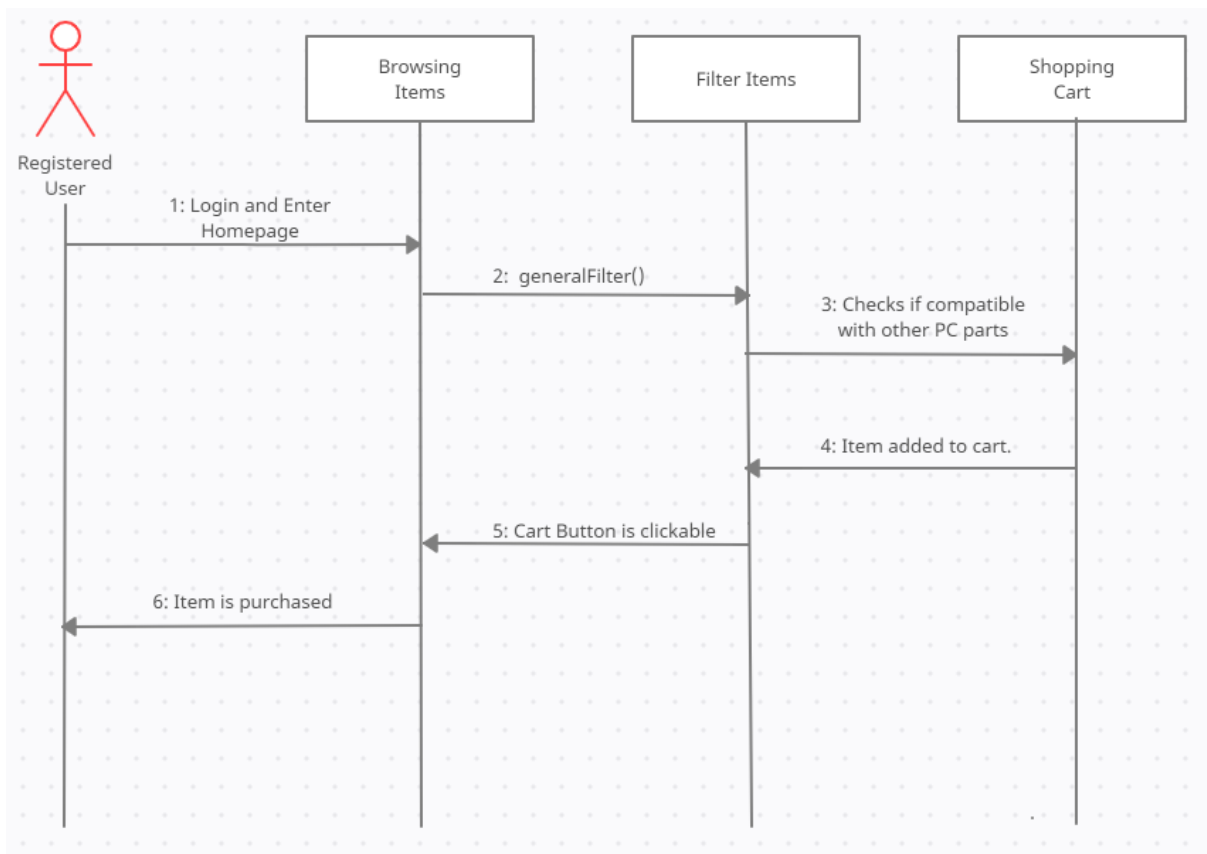 Browsing
Items
Filter Items
Shopping
Cart
Registered
User
1: Login and Enter
Homepage
2:  generalFilter()
3: Checks if compatible
with other PC parts
4: Item added to cart.
5: Cart Button is clickable
6: Item is purchased